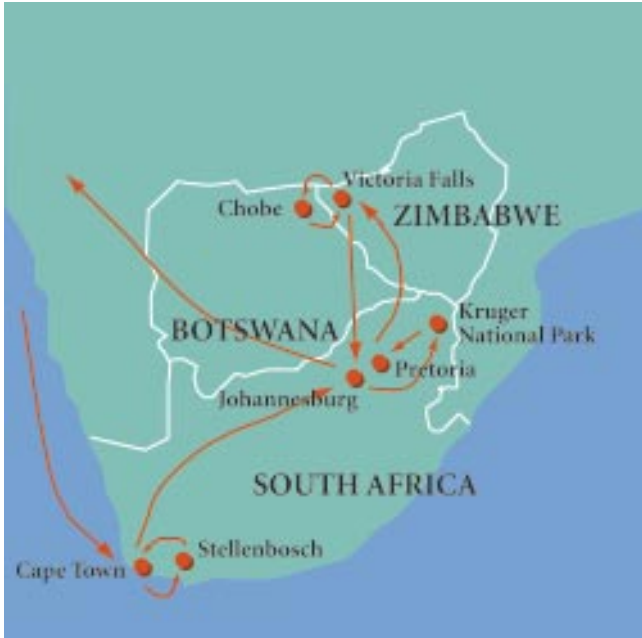 Victoria Falls
Chobe
ZIMBABWE
Kruger
National Park
BOTSWANA
Pretoria
Johannesburg
SOUTH AFRICA
Stellenbosch
Cape Town